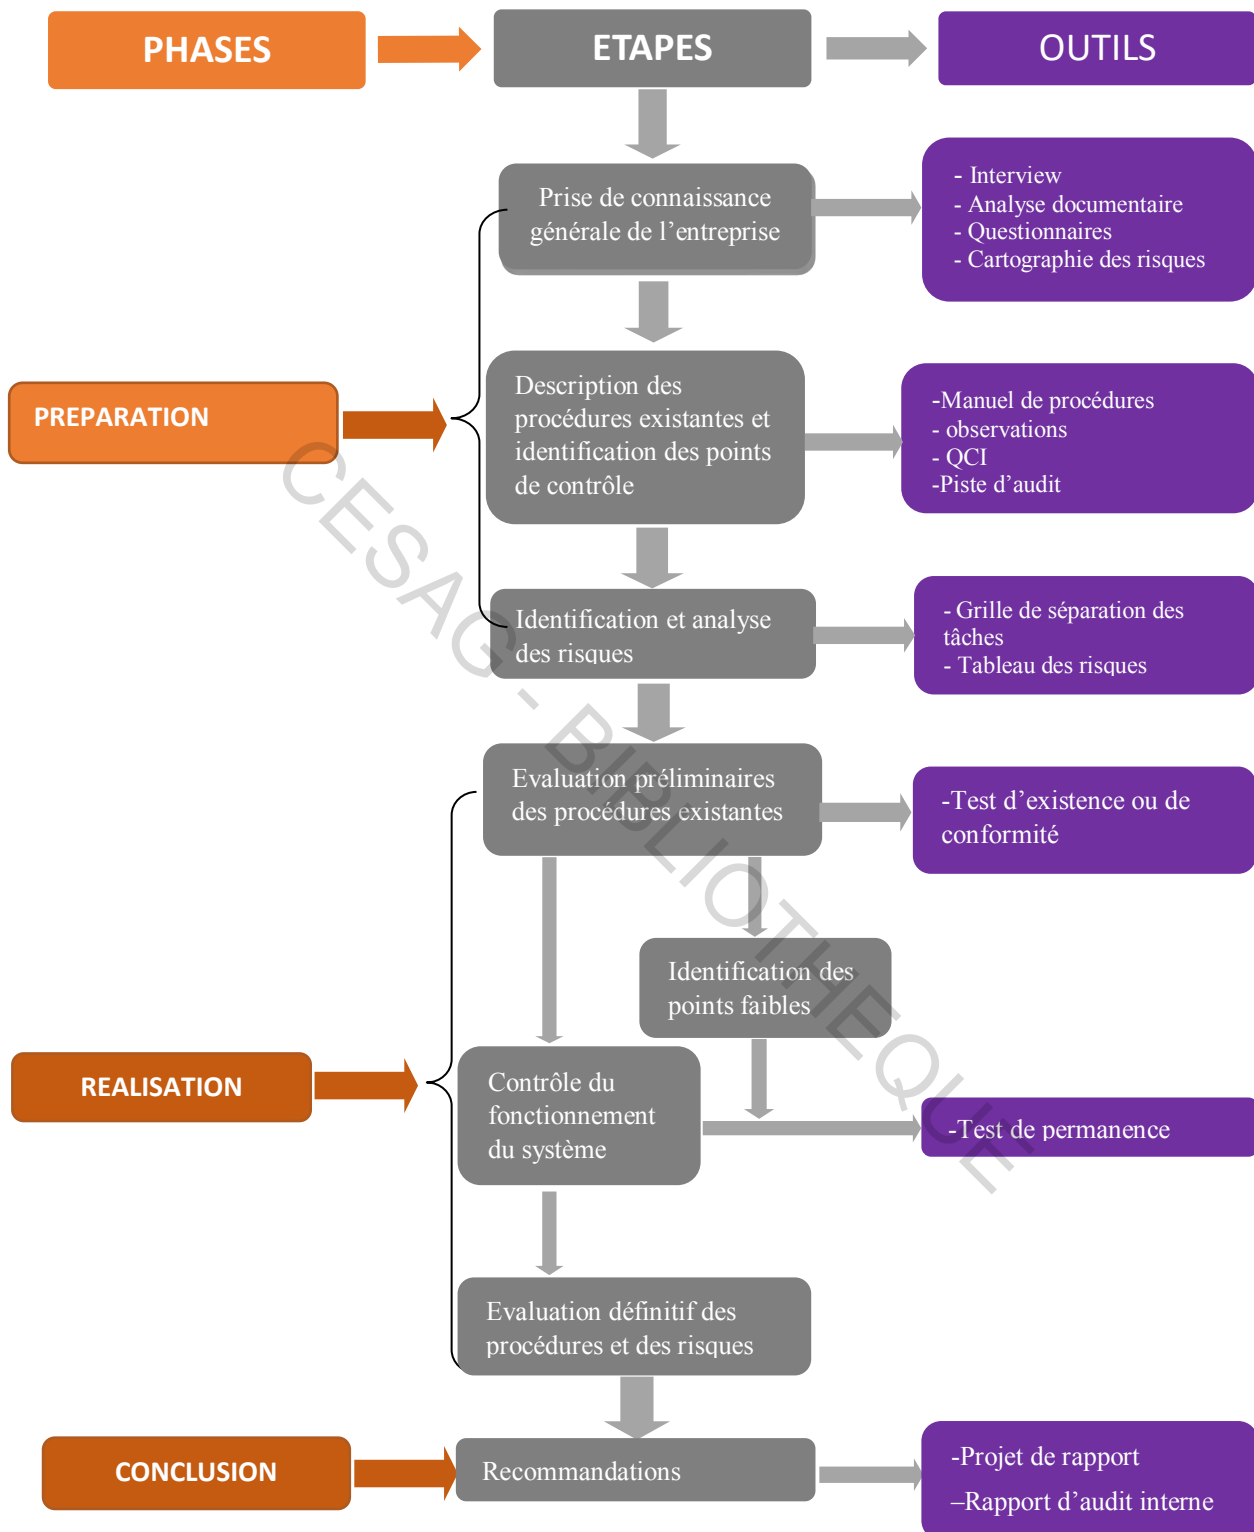 PHASES
ETAPES
OUTILS
Prise de connaissance
générale de l’entreprise
- Interview
- Analyse documentaire
- Questionnaires
- Cartographie des risques
PREPARATION
Description des
procédures existantes et
identification des points
de contrôle
-Manuel de procédures
- observations
- QCI
-Piste d’audit
Identification et analyse
des risques
- Grille de séparation des
tâches
- Tableau des risques
Evaluation préliminaires
des procédures existantes
-Test d’existence ou de
conformité
Identification des
points faibles
REALISATION
Contrôle du
fonctionnement
du système
-Test de permanence
Evaluation définitif des
procédures et des risques
CONCLUSION
Recommandations
-Projet de rapport
–Rapport d’audit interne
CESAG - BIBLIOTHEQUE